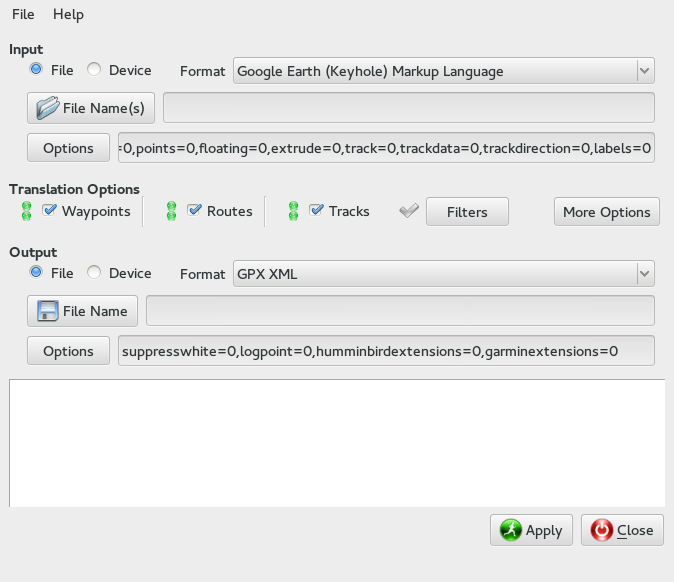 File Help
Input
File Device Format Google Earth (Keyhole) Markup Language
File Name(s)
Options =0,points=0,floating=0,extrude=0,track=0,trackdata=0,trackdirection=0,labels=0
Translation Options
Waypoints Routes Tracks Filters More Options
Output
File Device Format GPX XML
File Name
Options suppresswhite=0,logpoint=0,humminbirdextensions=0,garminextensions=0
Apply Close